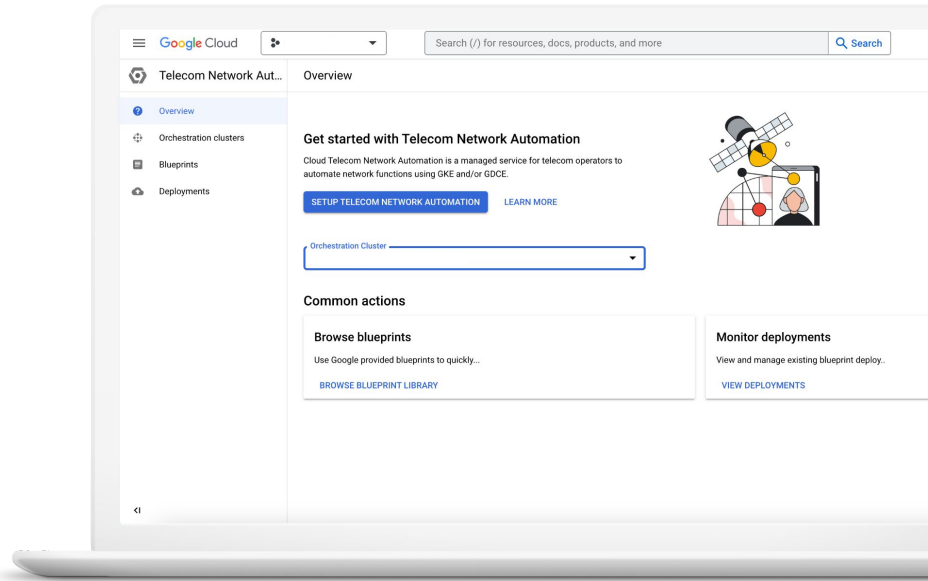 Google Cloud
Search (/) for resources, docs, products, and more
Search
Telecom Network Aut...
Overview
Overview
Orchestration clusters
Blueprints
Deployments
Get started with Telecom Network Automation
Cloud Telecom Network Automation is a managed service for telecom operators to
automate network functions using GKE and/or GDCE.
SETUP TELECOM NETWORK AUTOMATION
LEARN MORE
Orchestration Cluster
Common actions
Browse blueprints
Use Google provided blueprints to quickly...
BROWSE BLUEPRINT LIBRARY
Monitor deployments
View and manage existing blueprint deploy..
VIEW DEPLOYMENTS